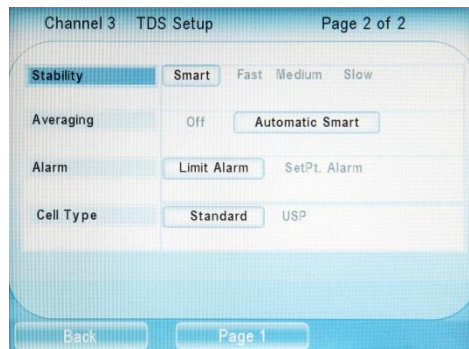 Channel 3 TDS Setup Page 2 of 2
Stability Smart Fast Medium Slow
Averaging Off Automatic Smart
Alarm Limit Alarm SetPt. Alarm
Cell Type Standard USP
Back Page 1